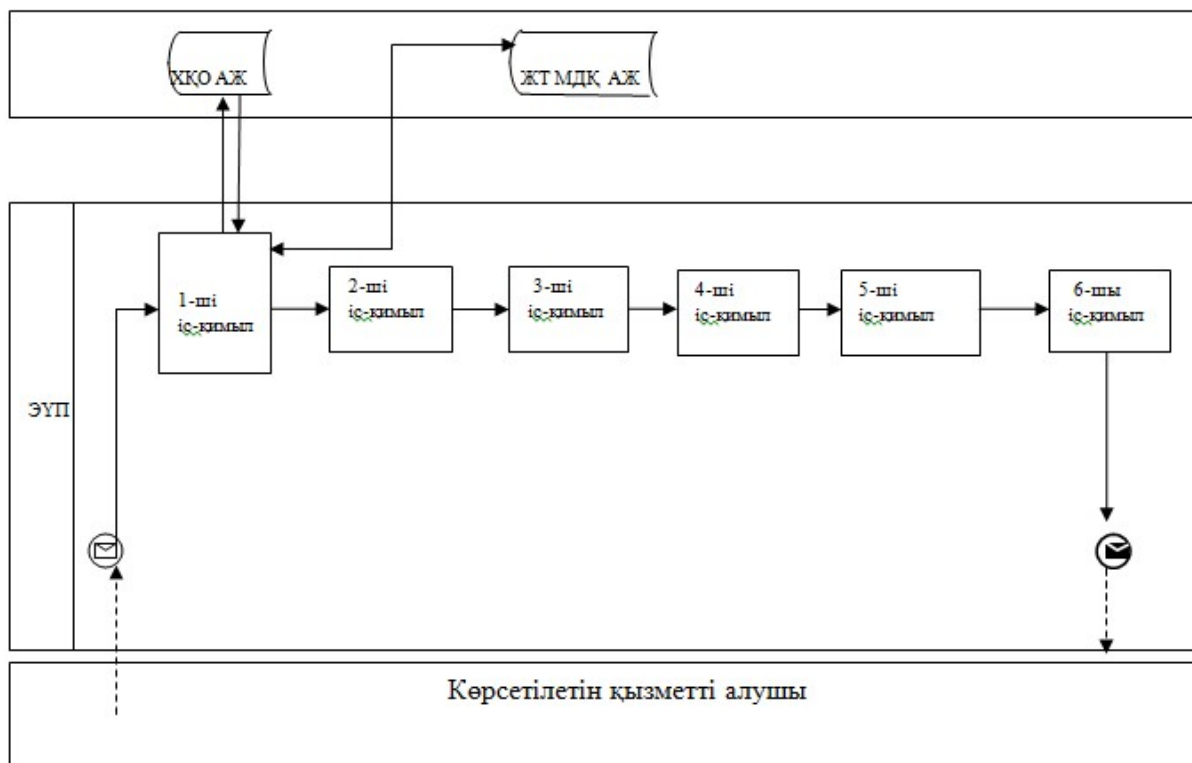 ХҚО АЖ
ЖТ МДҚ АЖ
1-ші
іс-қимыл
2-ші
іс-қимыл
3-ші
іс-қимыл
4-ші
іс-қимыл
5-ші
іс-қимыл
6-шы
іс-қимыл
ЭҮП
Көрсетілетін қызметті алушы